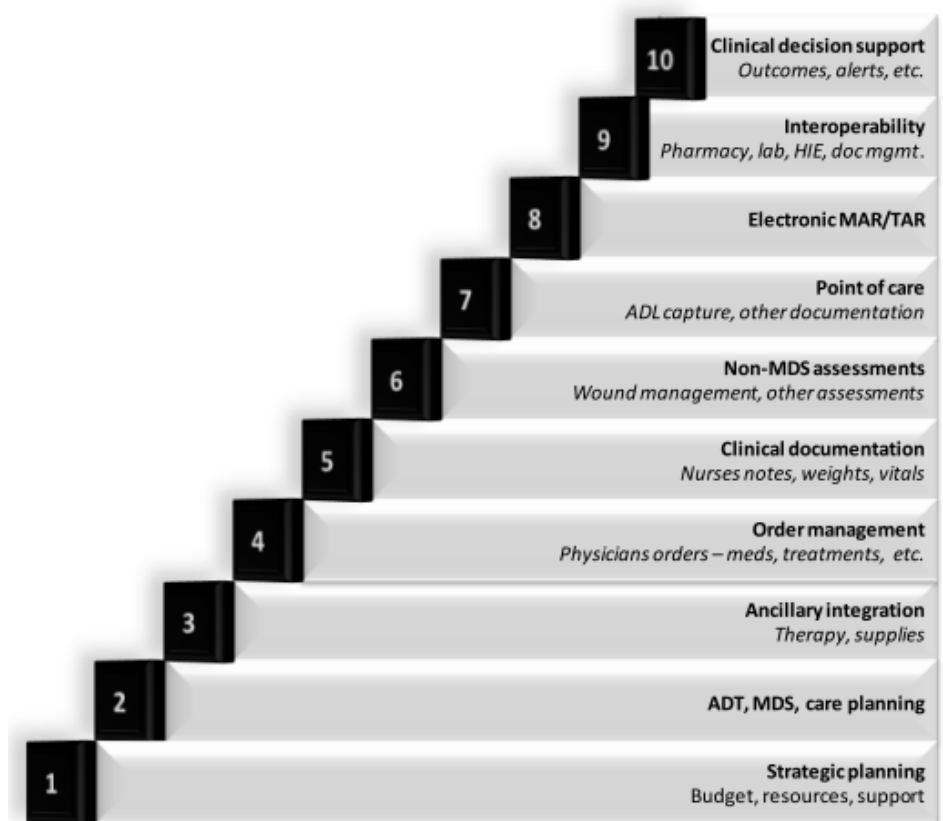 10
Clinical decision support
Outcomes, alerts, etc.
9
Interoperability
Pharmacy, lab, HIE, doc mgmt.
8
Electronic MAR/TAR
7
Point of care
ADL capture, other documentation
6
Non-MDS assessments
Wound management, other assessments
5
Clinical documentation
Nurses notes, weights, vitals
4
Order management
Physicians orders – meds, treatments, etc.
3
Ancillary integration
Therapy, supplies
2
ADT, MDS, care planning
1
Strategic planning
Budget, resources, support